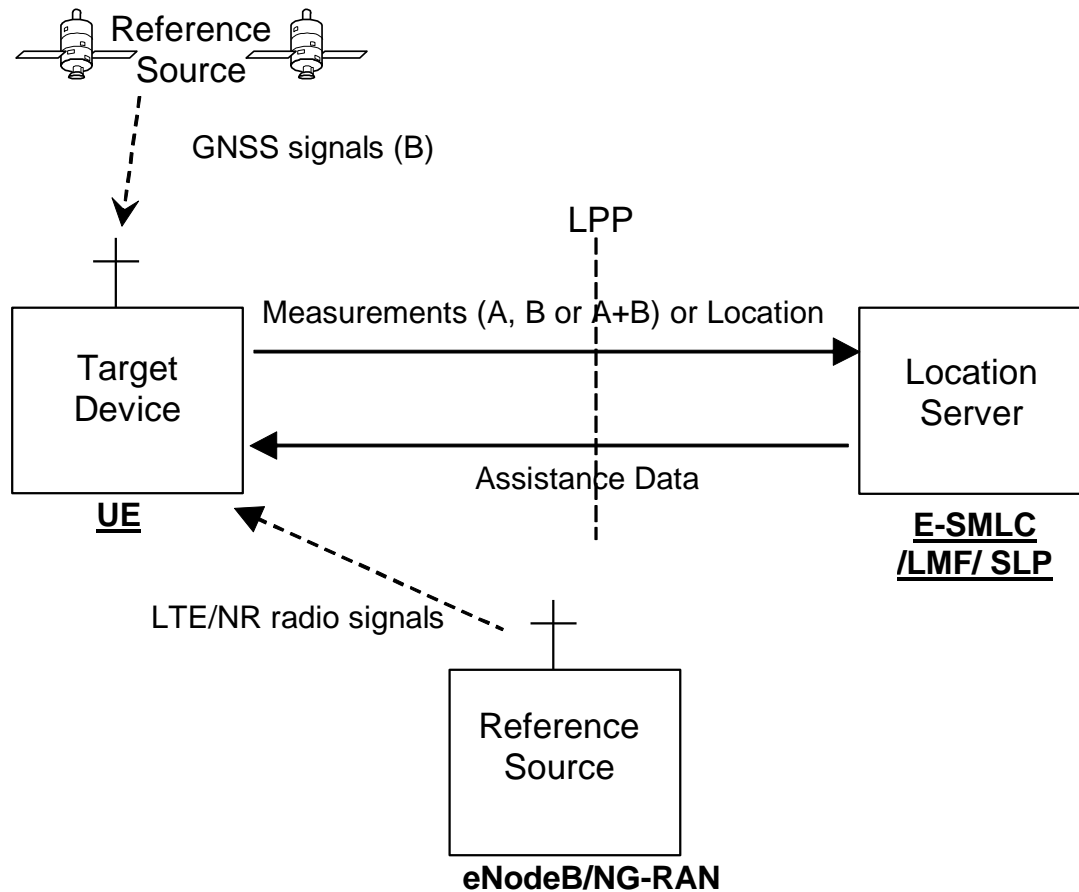 Reference
Source
GNSS signals (B)
LPP
Measurements (A, B or A+B) or Location
Target
Device
Location
Server
Assistance Data
UE
E-SMLC
/LMF/ SLP
LTE/NR radio signals
Reference
Source
eNodeB/NG-RAN